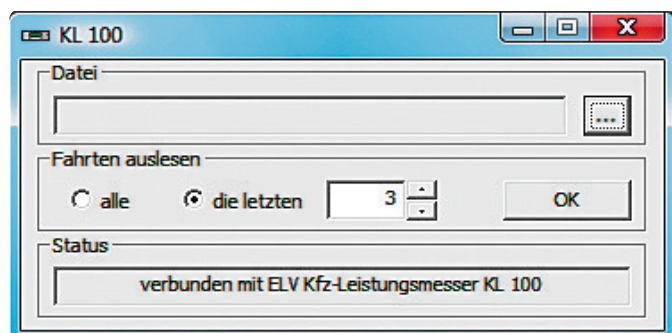 KL 100
Datei
...
Fahrten auslesen
alle die letzten 3 OK
Status
verbunden mit ELV Kfz-Leistungsmesser KL 100